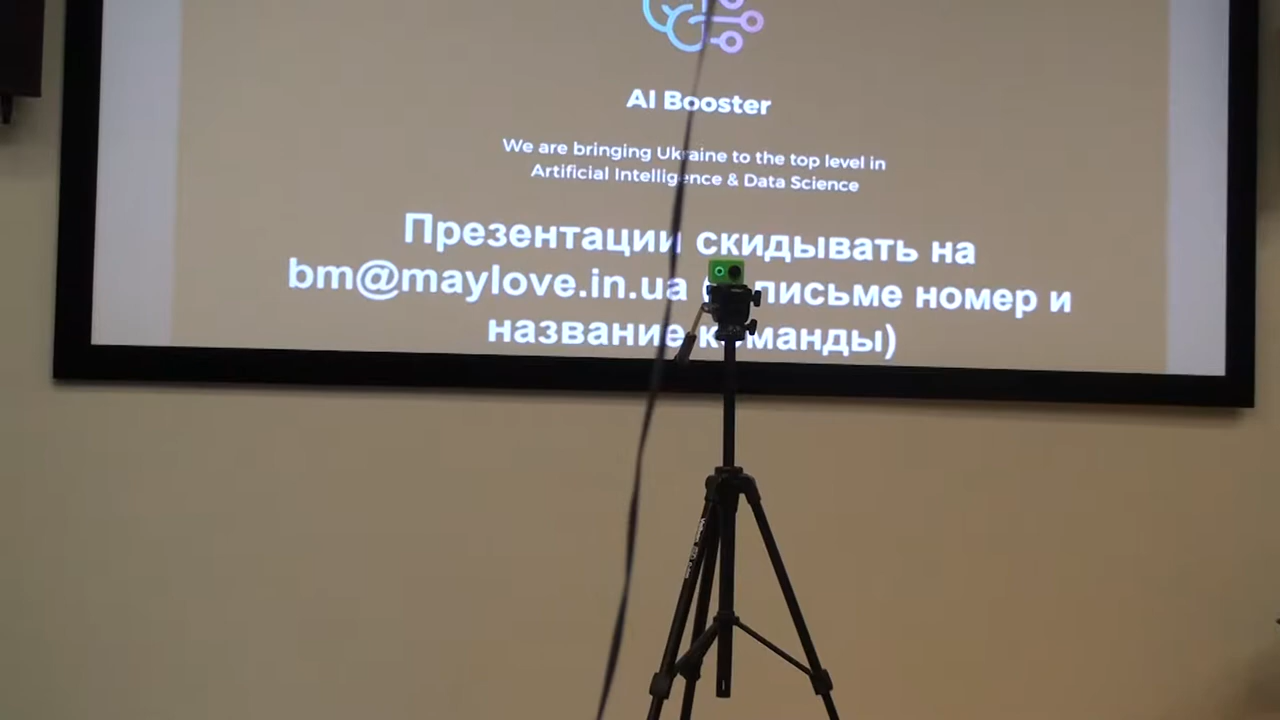 AI Booster
We are bringing Ukraine to the top level in
Artificial Intelligence & Data Science
Презентации скидывать на
bm@maylove.in.ua письме номер и
название команды)